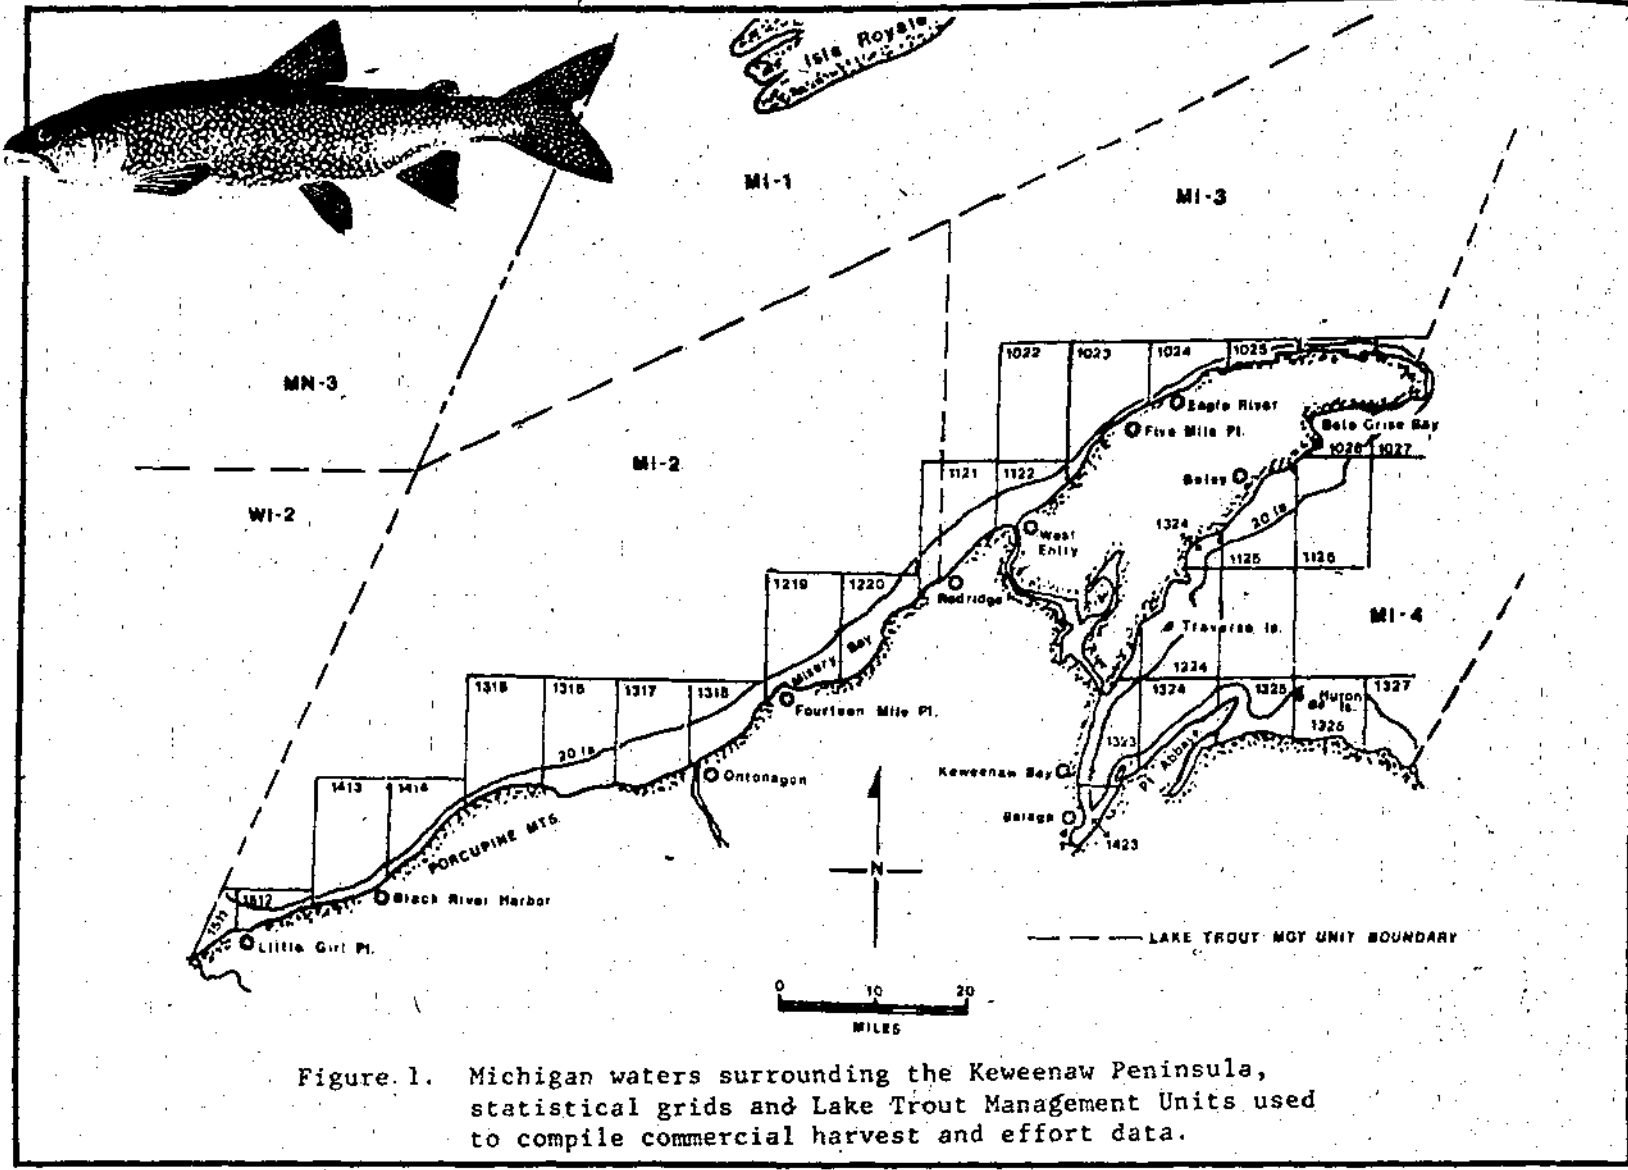 Isle Royale
MI-1
MI-3
MN-3
MI-2
WI-2
1022
1023
1024
1025
Eagle River
Five Mile Pt.
Bete Grise Bay
1026
1027
1121
1122
Betsy
West
Entry
1324
20 fs
1125
1126
1219
1220
Redridge
MI-4
Traverse Is.
Misery Bay
1224
1315
1316
1317
1318
1324
1325
Huron
Is.
1327
Fourteen Mile Pt.
1326
20 fs
1323
Pt Abbaye
Keweenaw Bay
Ontonagon
1413
1414
Baraga
1423
PORCUPINE MTS.
N
1512
Black River Harbor
1511
Little Girl Pt.
LAKE TROUT MGT UNIT BOUNDARY
0 10 20
MILES
Figure 1. Michigan waters surrounding the Keweenaw Peninsula,
statistical grids and Lake Trout Management Units used
to compile commercial harvest and effort data.